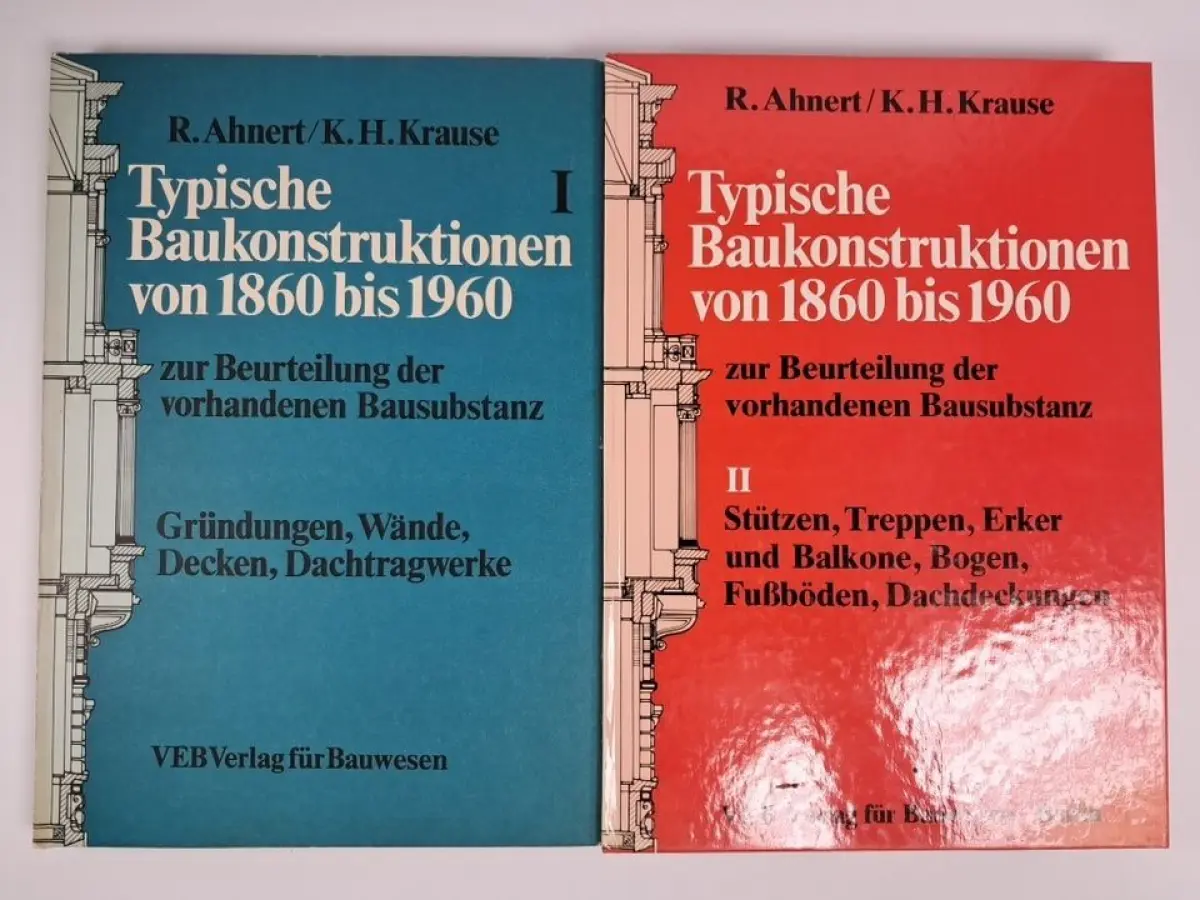 R. Ahnert/K. H. Krause
Typische
Baukonstruktionen
von 1860 bis 1960
I
zur Beurteilung der
vorhandenen Bausubstanz
Gründungen, Wände,
Decken, Dachtragwerke
VEB Verlag für Bauwesen
R. Ahnert/K. H. Krause
Typische
Baukonstruktionen
von 1860 bis 1960
zur Beurteilung der
vorhandenen Bausubstanz
II
Stützen, Treppen, Erker
und Balkone, Bogen,
Fußböden, Dachdeckungen
für